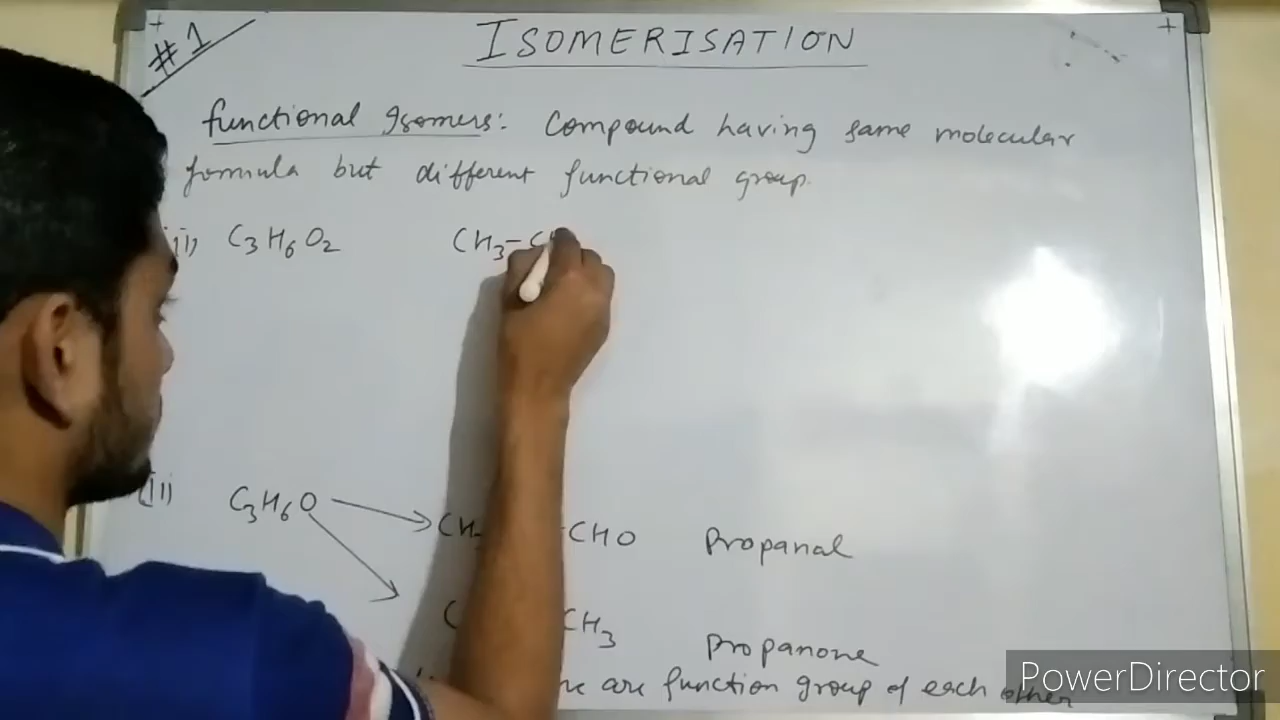 #1
ISOMERISATION
functional Isomers: Compound having same molecular
formula but different functional group.
C3H6O2 CH3-C
(ii) C3H6O CHO Propanal
CH3 Propanone
are function group of each other
PowerDirector